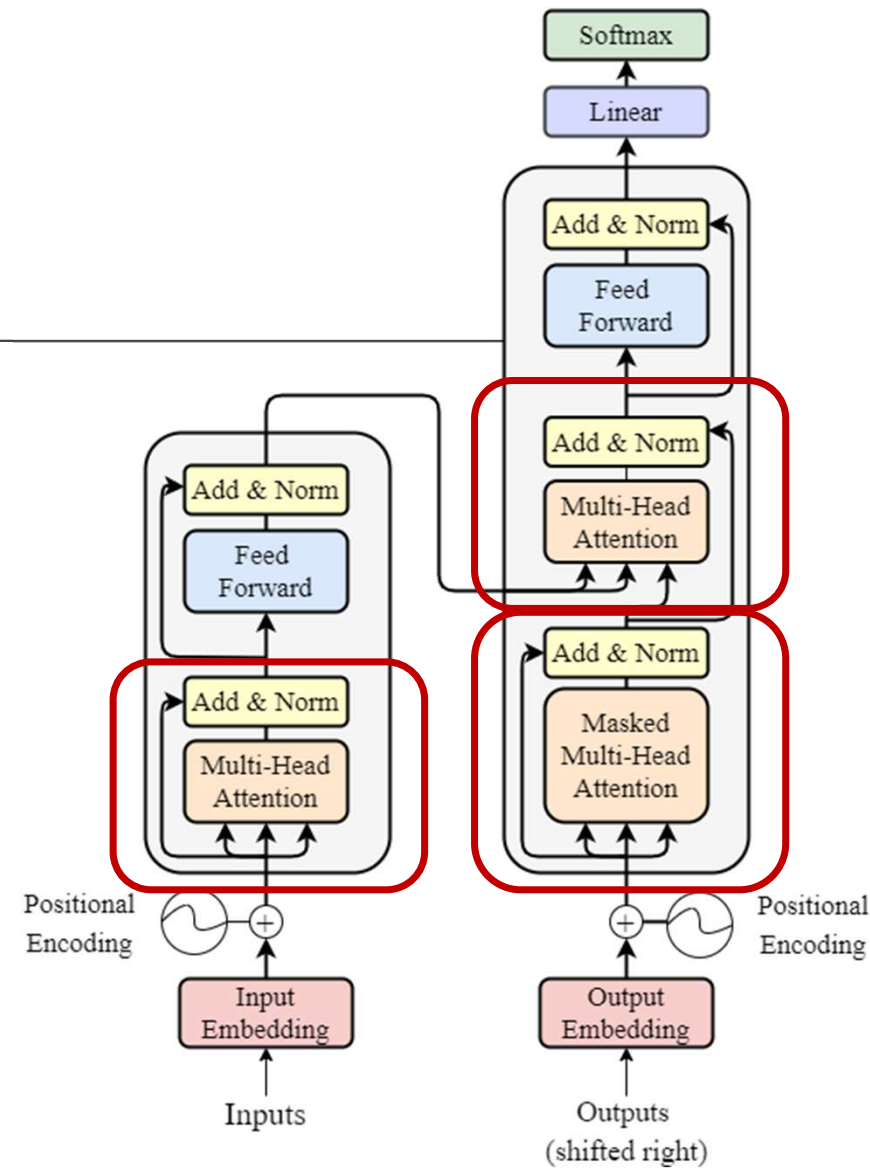 Softmax
Linear
Add & Norm
Feed
Forward
Add & Norm
Multi-Head
Attention
Add & Norm
Masked
Multi-Head
Attention
Add & Norm
Feed
Forward
Add & Norm
Multi-Head
Attention
Positional
Encoding
Positional
Encoding
Input
Embedding
Output
Embedding
Inputs
Outputs
(shifted right)